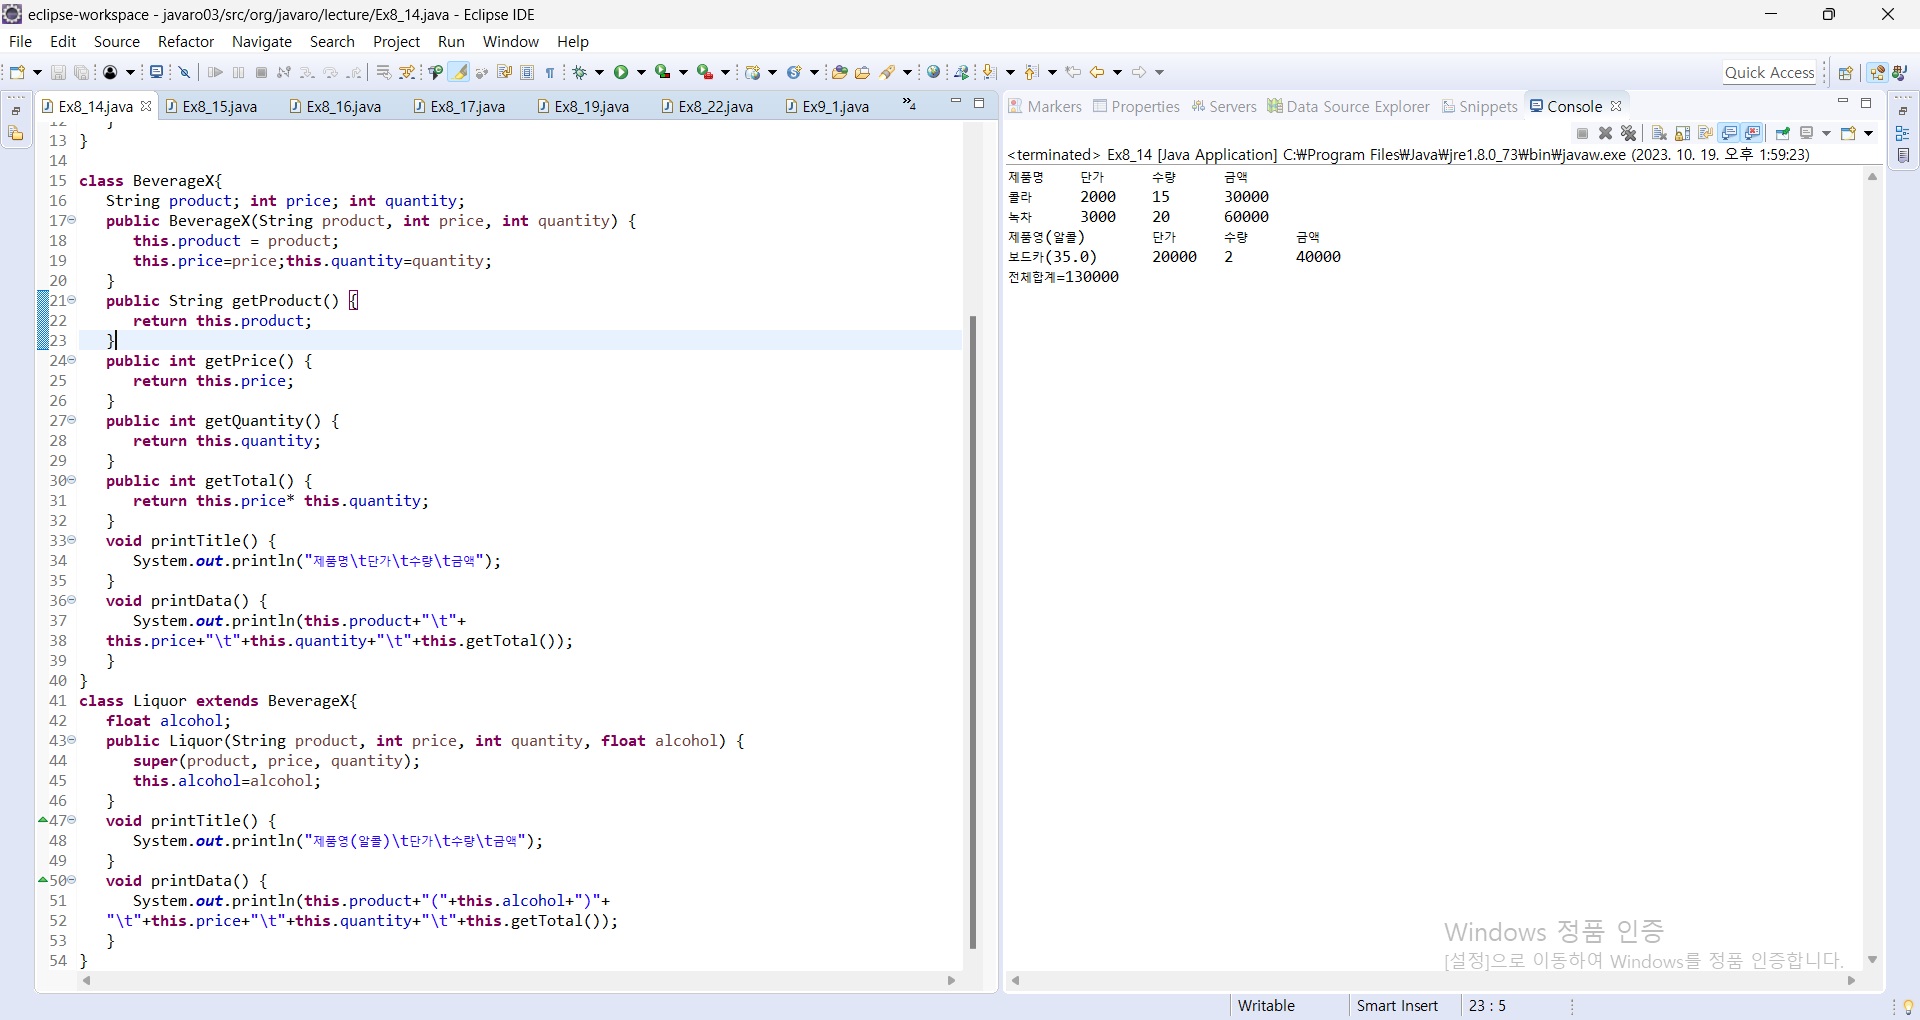 eclipse-workspace - javaro03/src/org/javaro/lecture/Ex8_14.java - Eclipse IDE
File Edit Source Refactor Navigate Search Project Run Window Help
Quick Access
Ex8_14.java Ex8_15.java Ex8_16.java Ex8_17.java Ex8_19.java Ex8_22.java Ex9_1.java »4
13 }
14
15 class BeverageX{
16 String product; int price; int quantity;
17 public BeverageX(String product, int price, int quantity) {
18 this.product = product;
19 this.price=price;this.quantity=quantity;
20 }
21 public String getProduct() {
22 return this.product;
23 }
24 public int getPrice() {
25 return this.price;
26 }
27 public int getQuantity() {
28 return this.quantity;
29 }
30 public int getTotal() {
31 return this.price* this.quantity;
32 }
33 void printTitle() {
34 System.out.println("제품명\t단가\t수량\t금액");
35 }
36 void printData() {
37 System.out.println(this.product+"\t"+
38 this.price+"\t"+this.quantity+"\t"+this.getTotal());
39 }
40 }
41 class Liquor extends BeverageX{
42 float alcohol;
43 public Liquor(String product, int price, int quantity, float alcohol) {
44 super(product, price, quantity);
45 this.alcohol=alcohol;
46 }
47 void printTitle() {
48 System.out.println("제품영(알콜)\t단가\t수량\t금액");
49 }
50 void printData() {
51 System.out.println(this.product+"("+this.alcohol+")"+
52 "\t"+this.price+"\t"+this.quantity+"\t"+this.getTotal());
53 }
54 }
Markers Properties Servers Data Source Explorer Snippets Console
<terminated> Ex8_14 [Java Application] C:₩Program Files₩Java₩jre1.8.0_73₩bin₩javaw.exe (2023. 10. 19. 오후 1:59:23)
제품명 단가 수량 금액
콜라 2000 15 30000
녹차 3000 20 60000
제품영(알콜) 단가 수량 금액
보드카(35.0) 20000 2 40000
전체합계=130000
Windows 정품 인증
[설정]으로 이동하여 Windows를 정품 인증합니다.
Writable Smart Insert 23 : 5